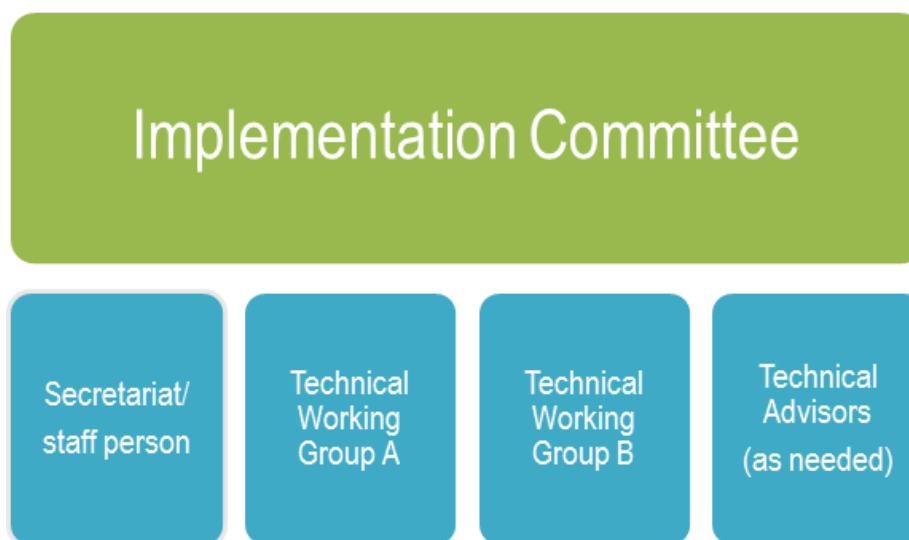 Implementation Committee
Secretariat/
staff person
Technical
Working
Group A
Technical
Working
Group B
Technical
Advisors
(as needed)